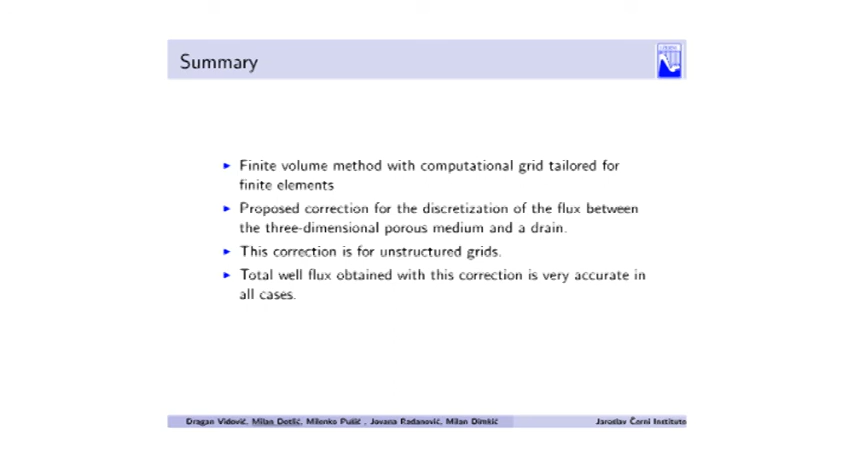 Summary
▶ Finite volume method with computational grid tailored for
finite elements
▶ Proposed correction for the discretization of the flux between
the three-dimensional porous medium and a drain.
▶ This correction is for unstructured grids.
▶ Total well flux obtained with this correction is very accurate in
all cases.
Dragan Vidović, Milan Dotlić, Milenko Pušić , Jovana Radanović, Milan Dimkić Jaroslav Černi Institute